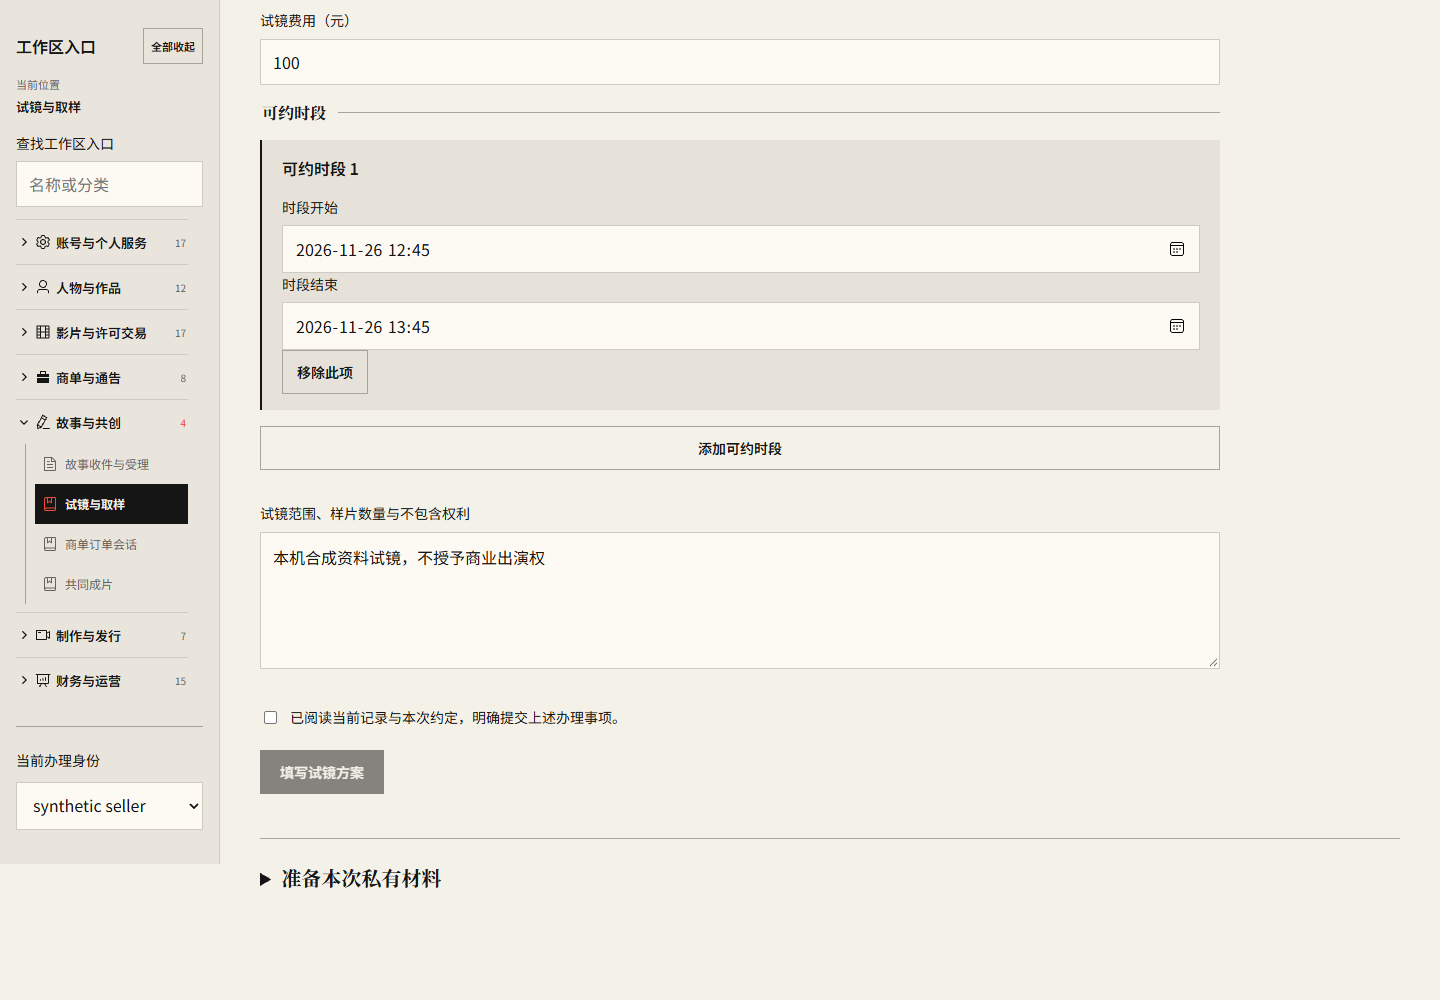 工作区入口
全部收起
当前位置
试镜与取样
查找工作区入口
名称或分类
账号与个人服务 17
人物与作品 12
影片与许可交易 17
商单与通告 8
故事与共创 4
故事收件与受理
试镜与取样
商单订单会话
共同成片
制作与发行 7
财务与运营 15
当前办理身份
synthetic seller
试镜费用（元）
100
可约时段
可约时段 1
时段开始
2026-11-26 12:45
时段结束
2026-11-26 13:45
移除此项
添加可约时段
试镜范围、样片数量与不包含权利
本机合成资料试镜，不授予商业出演权
已阅读当前记录与本次约定，明确提交上述办理事项。
填写试镜方案
准备本次私有材料